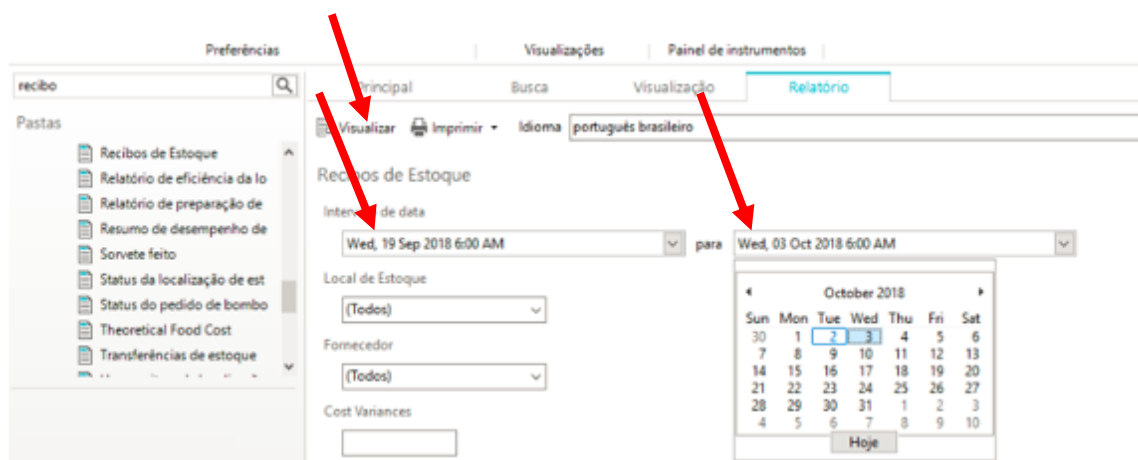 Preferências Visualizações Painel de instrumentos
recibo
Principal Busca Visualização Relatório
Pastas
Visualizar Imprimir Idioma português brasileiro
Recibos de Estoque
Relatório de eficiência da lo
Relatório de preparação de
Resumo de desempenho de
Sorvete feito
Status da localização de est
Status do pedido de bombo
Theoretical Food Cost
Transferências de estoque
Recibos de Estoque
Intervalo de data
Wed, 19 Sep 2018 6:00 AM para Wed, 03 Oct 2018 6:00 AM
Local de Estoque
(Todos)
Fornecedor
(Todos)
Cost Variances
October 2018
Sun Mon Tue Wed Thu Fri Sat
30 1 2 3 4 5 6
7 8 9 10 11 12 13
14 15 16 17 18 19 20
21 22 23 24 25 26 27
28 29 30 31 1 2 3
4 5 6 7 8 9 10
Hoje